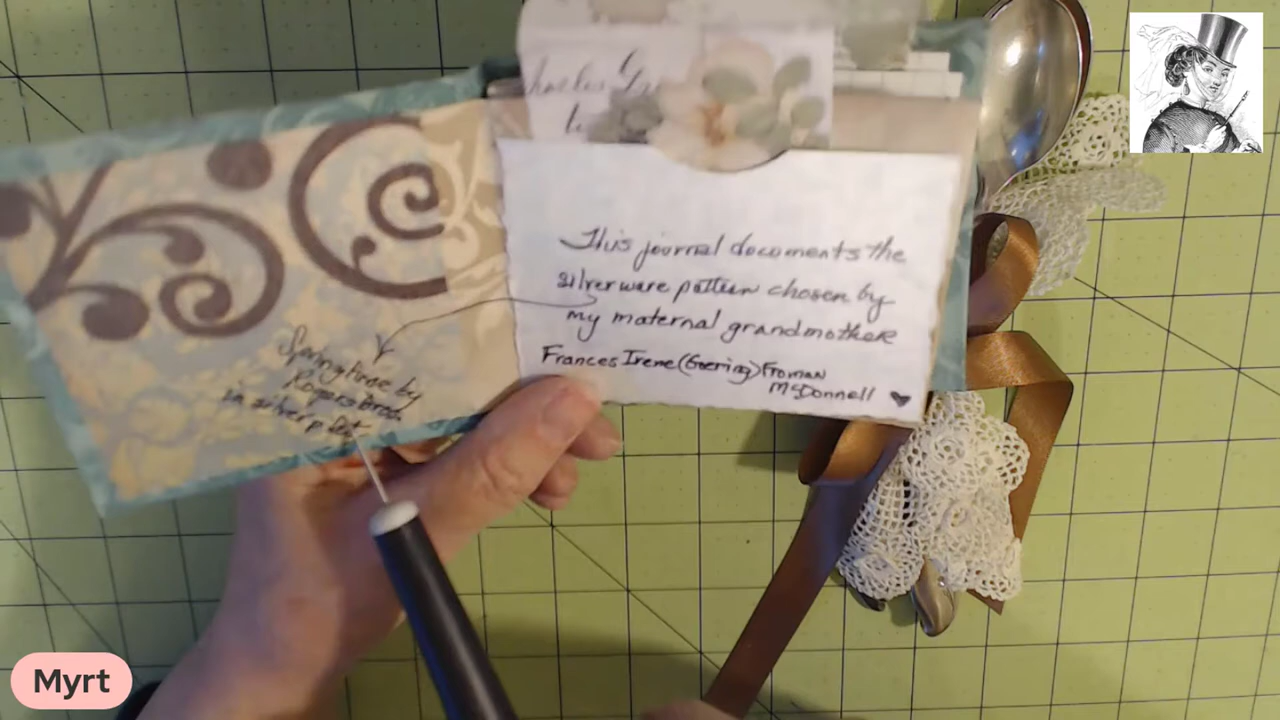 Springtime by
Rogers Bros.
in silver plate
This journal documents the
silverware pattern chosen by
my maternal grandmother
Frances Irene (Goering) Froman
McDonnell
Myrt